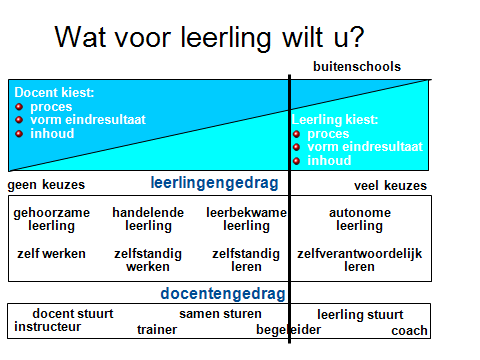 Wat voor leerling wilt u?
buitenschools
Docent kiest:
proces
vorm eindresultaat
inhoud
Leerling kiest:
proces
vorm eindresultaat
inhoud
geen keuzes leerlingengedrag veel keuzes
gehoorzame leerling
handelende leerling
leerbekwame leerling
autonome leerling
zelf werken
zelfstandig werken
zelfstandig leren
zelfverantwoordelijk leren
docentengedrag
docent stuurt samen sturen leerling stuurt
instructeur trainer begeleider coach